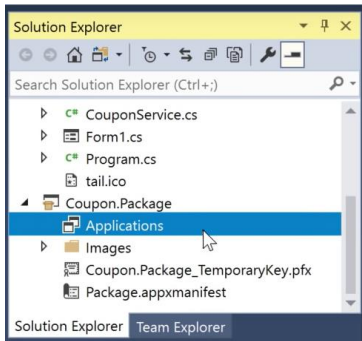 Solution Explorer
Search Solution Explorer (Ctrl+;)
C# CouponService.cs
Form1.cs
C# Program.cs
tail.ico
Coupon.Package
Applications
Images
Coupon.Package_TemporaryKey.pfx
Package.appxmanifest
Solution Explorer Team Explorer